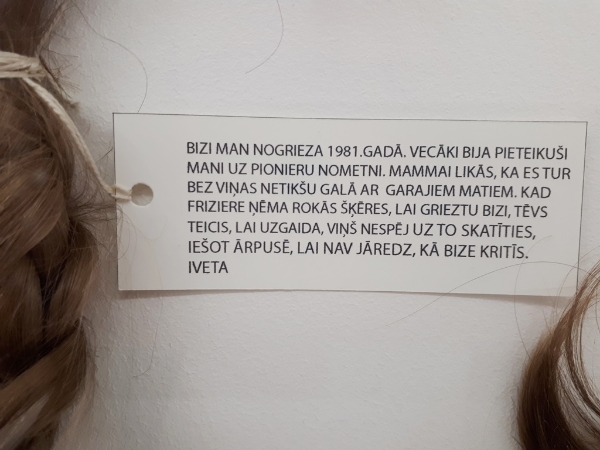 BIZI MAN NOGRIEZA 1981.GADĀ. VECĀKI BIJA PIETEIKUŠI
MANI UZ PIONIERU NOMETNI. MAMMAI LIKĀS, KA ES TUR
BEZ VIŅAS NETIKŠU GALĀ AR GARAJIEM MATIEM. KAD
FRIZIERE ŅĒMA ROKĀS ŠĶĒRES, LAI GRIEZTU BIZI, TĒVS
TEICIS, LAI UZGAIDA, VIŅŠ NESPĒJ UZ TO SKATĪTIES,
IEŠOT ĀRPUSĒ, LAI NAV JĀREDZ, KĀ BIZE KRITĪS.
IVETA